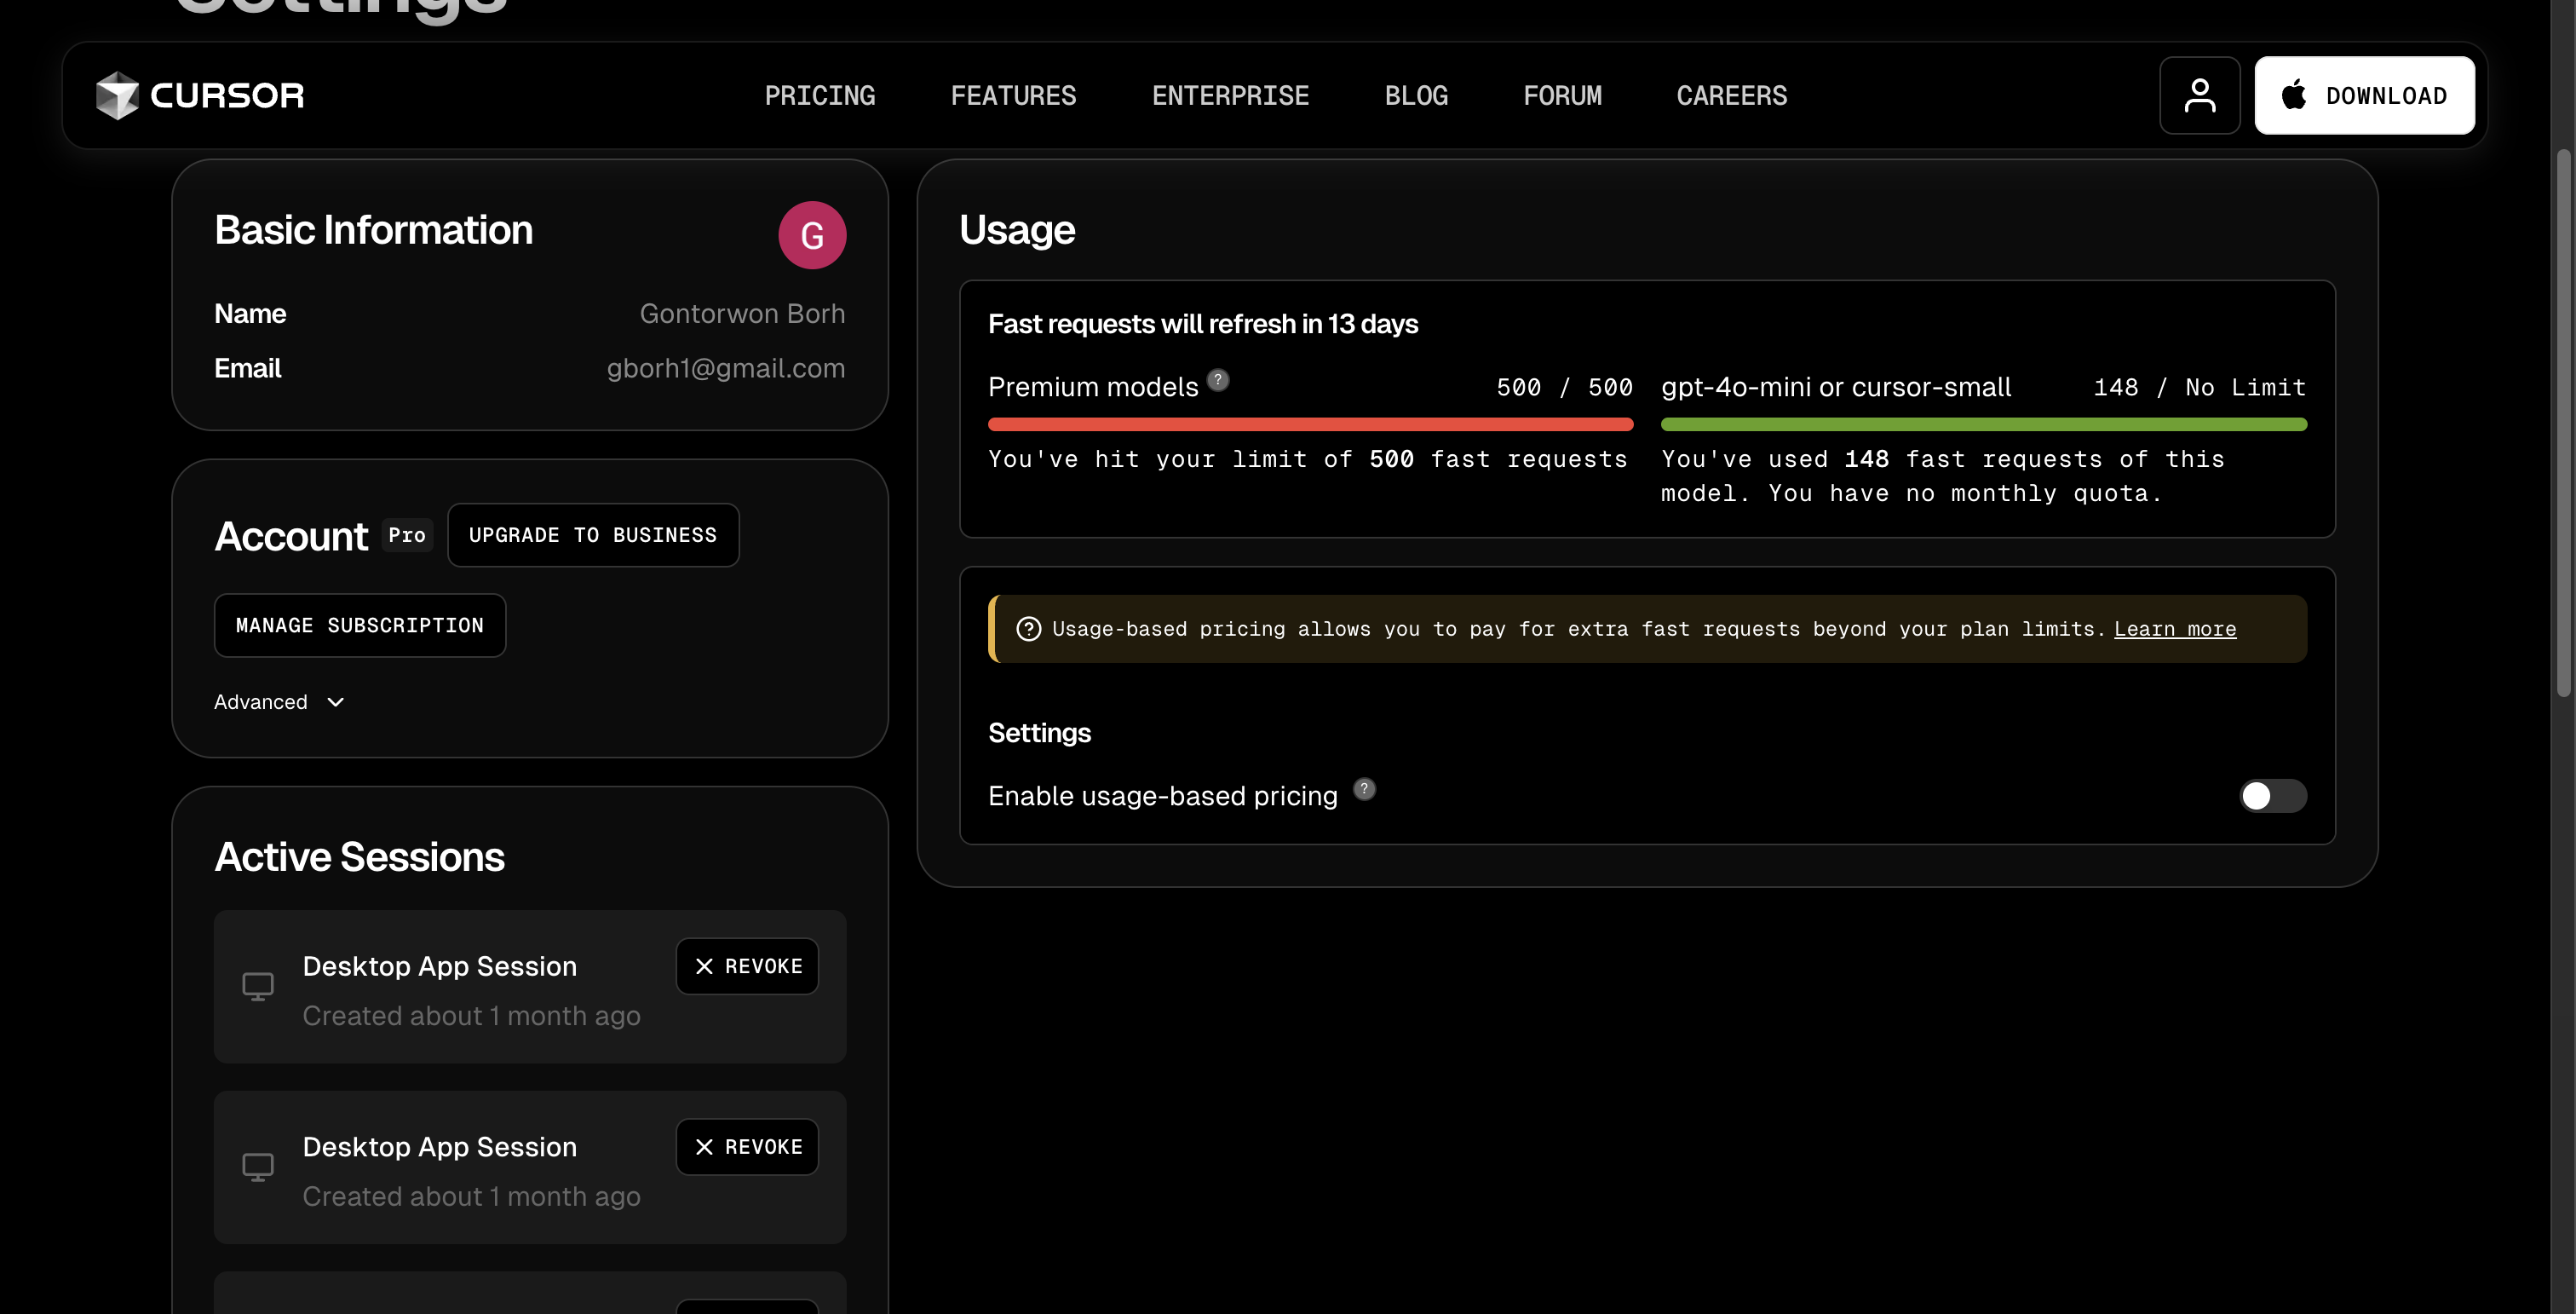 Settings
CURSOR
PRICING
FEATURES
ENTERPRISE
BLOG
FORUM
CAREERS
DOWNLOAD
Basic Information
G
Name Gontorwon Borh
Email gborh1@gmail.com
Account Pro UPGRADE TO BUSINESS
MANAGE SUBSCRIPTION
Advanced
Active Sessions
Desktop App Session
REVOKE
Created about 1 month ago
Desktop App Session
REVOKE
Created about 1 month ago
Usage
Fast requests will refresh in 13 days
Premium models ? 500 / 500
You've hit your limit of 500 fast requests
gpt-4o-mini or cursor-small 148 / No Limit
You've used 148 fast requests of this
model. You have no monthly quota.
? Usage-based pricing allows you to pay for extra fast requests beyond your plan limits. Learn more
Settings
Enable usage-based pricing ?